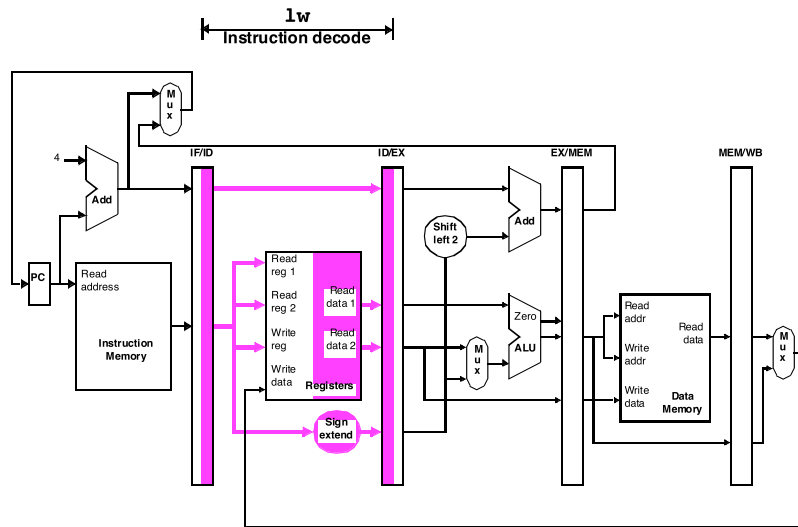 lw
Instruction decode
M
u
x
IF/ID
ID/EX
EX/MEM
MEM/WB
4
Add
Add
Shift
left 2
PC
Read
address
Instruction
Memory
Read
reg 1
Read
reg 2
Write
reg
Write
data
Read
data 1
Read
data 2
Registers
Sign
extend
M
u
x
Zero
ALU
Read
addr
Write
addr
Write
data
Read
data
Data
Memory
M
u
x